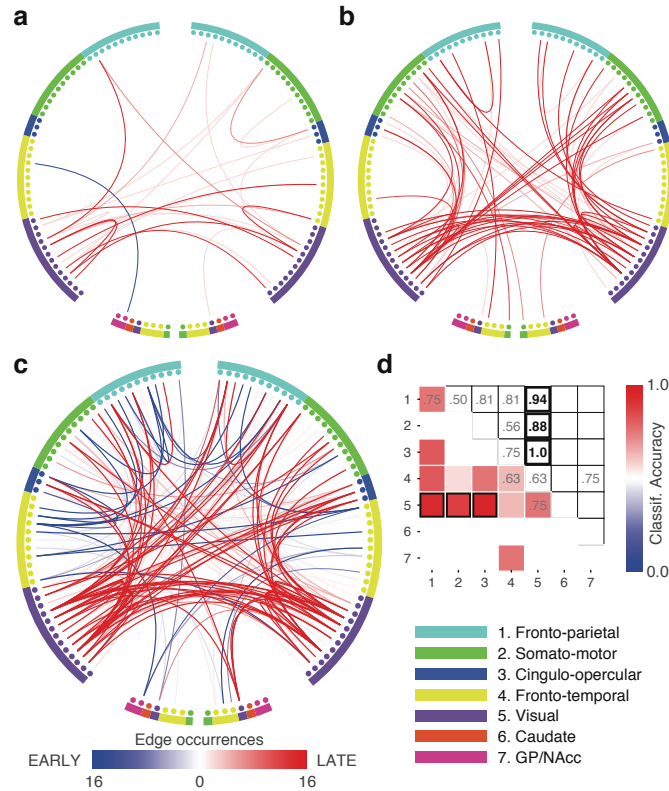 a
b
c
d
1
.75 .50 .81 .81 .94
2
.56 .88
3
.75 1.0
4
.63 .63 .75
5
.75
6
7
1 2 3 4 5 6 7
1.0
Classif. Accuracy
0.0
1. Fronto-parietal
2. Somato-motor
3. Cingulo-opercular
4. Fronto-temporal
5. Visual
6. Caudate
7. GP/NAcc
Edge occurrences
EARLY LATE
16 0 16